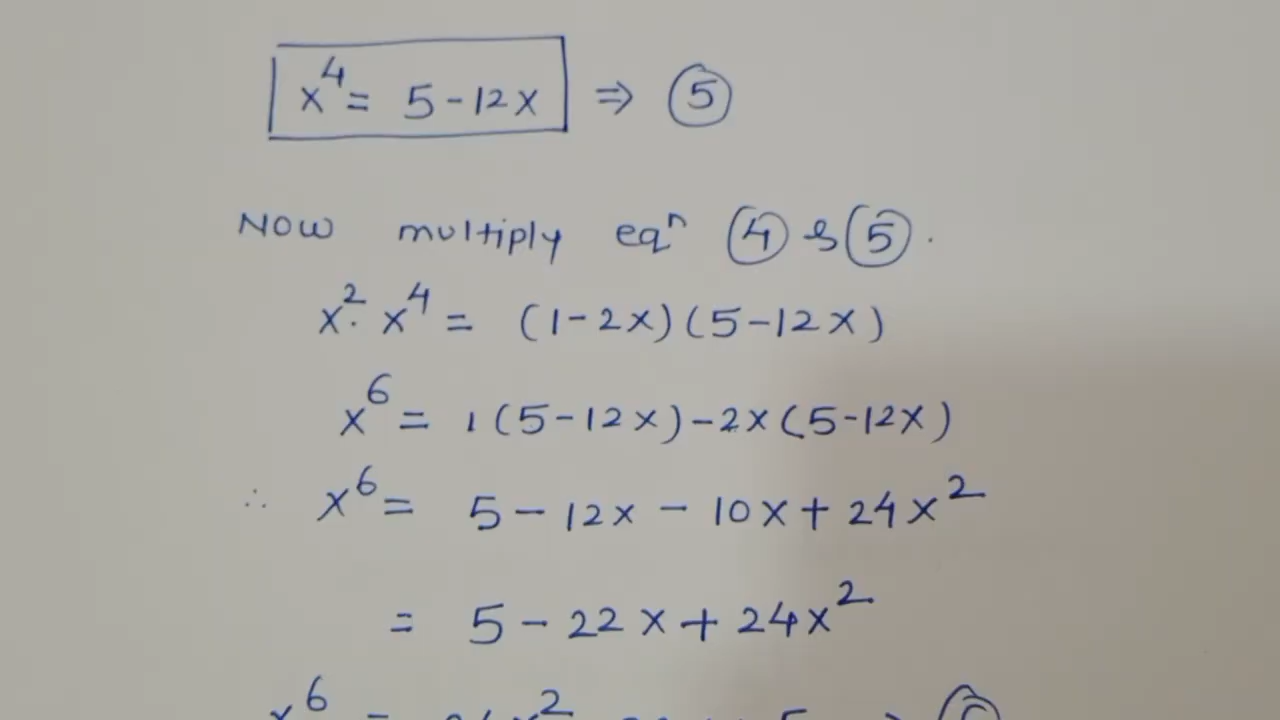 x⁴ = 5 - 12x ⇒ ⑤
Now multiply eqⁿ ④ & ⑤.
x² · x⁴ = (1 - 2x)(5 - 12x)
x⁶ = 1(5 - 12x) - 2x(5 - 12x)
∴ x⁶ = 5 - 12x - 10x + 24x²
= 5 - 22x + 24x²
x⁶ =